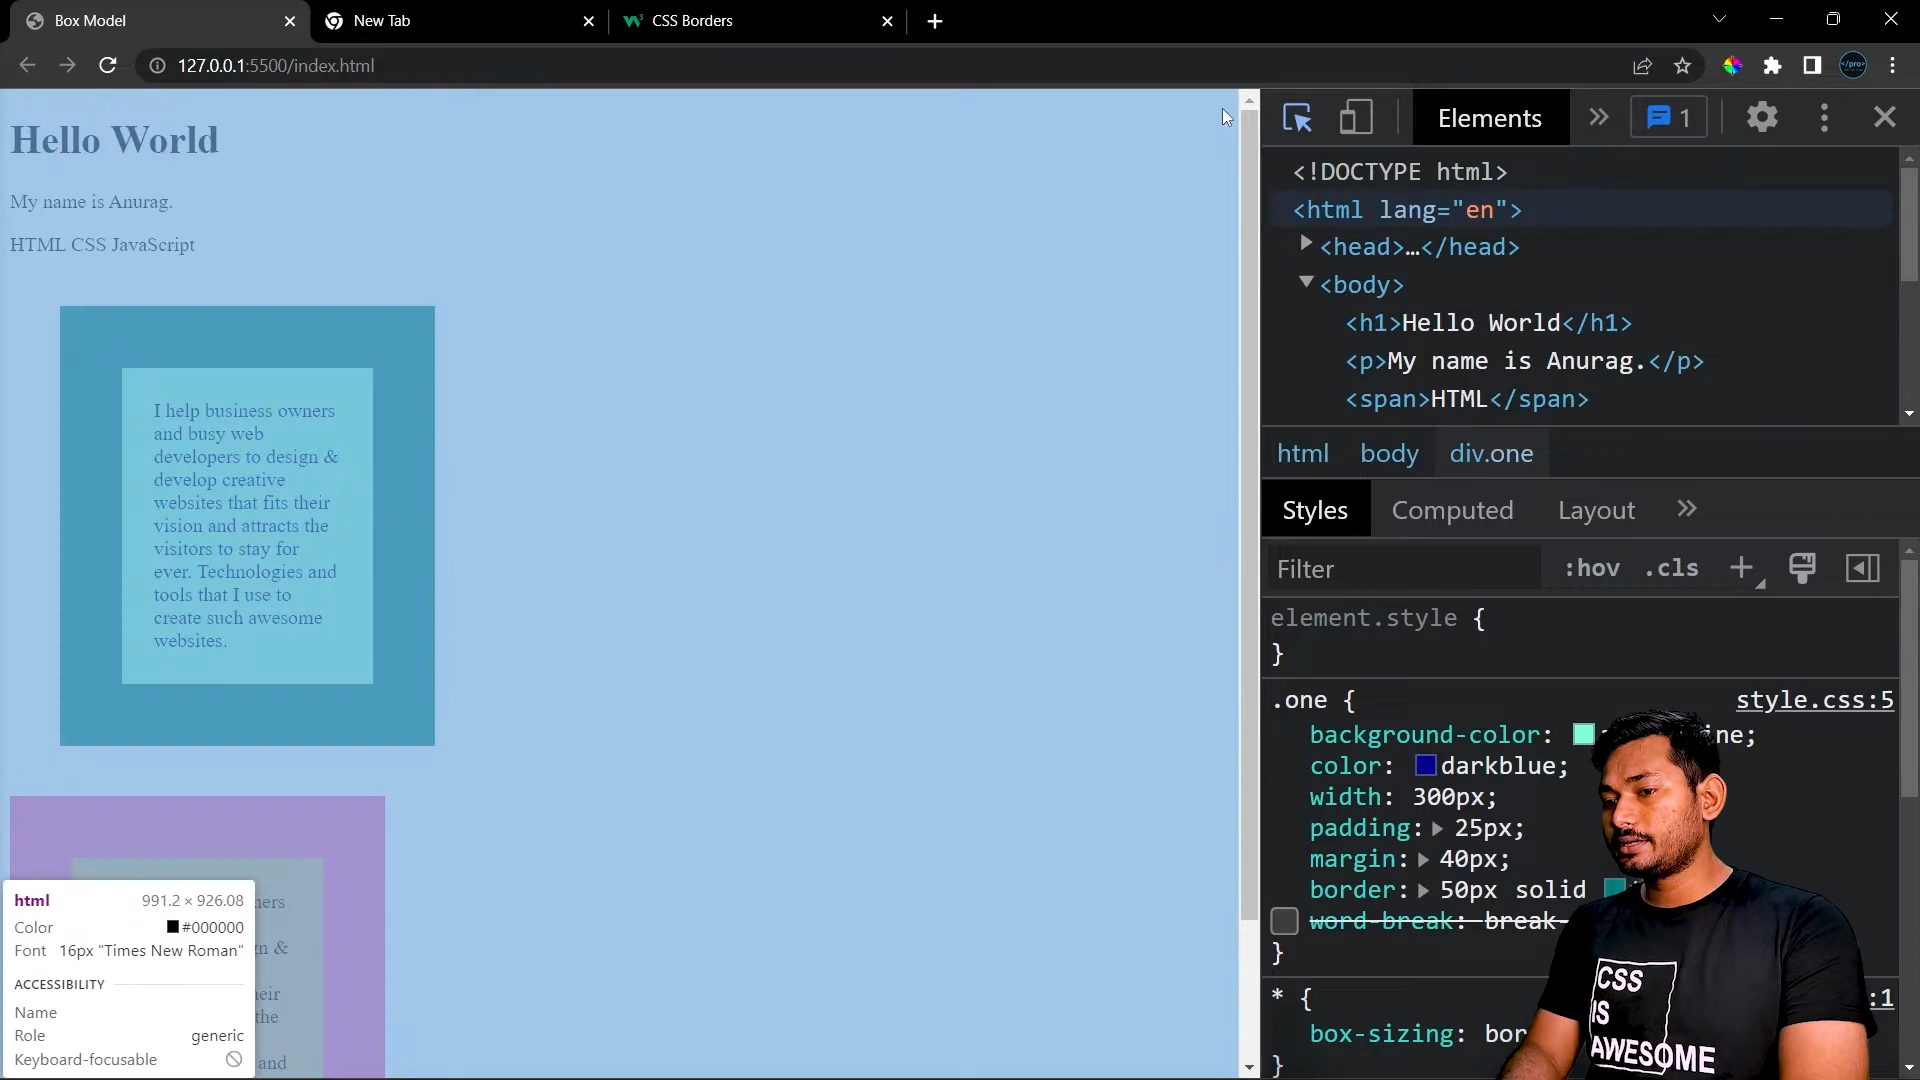 Box Model
New Tab
CSS Borders
127.0.0.1:5500/index.html
Hello World
My name is Anurag.
HTML CSS JavaScript
I help business owners
and busy web
developers to design &
develop creative
websites that fits their
vision and attracts the
visitors to stay for
ever. Technologies and
tools that I use to
create such awesome
websites.
html 991.2 × 926.08
Color #000000
Font 16px "Times New Roman"
ACCESSIBILITY
Name
Role generic
Keyboard-focusable
the
and
Elements
1
<!DOCTYPE html>
<html lang="en">
<head>…</head>
<body>
<h1>Hello World</h1>
<p>My name is Anurag.</p>
<span>HTML</span>
html body div.one
Styles Computed Layout
Filter :hov .cls
element.style {
}
.one { style.css:5
background-color:
color: darkblue;
width: 300px;
padding: 25px;
margin: 40px;
border: 50px solid
word-break: break-
}
* { :1
box-sizing:
}
CSS
IS
AWESOME
</pro>